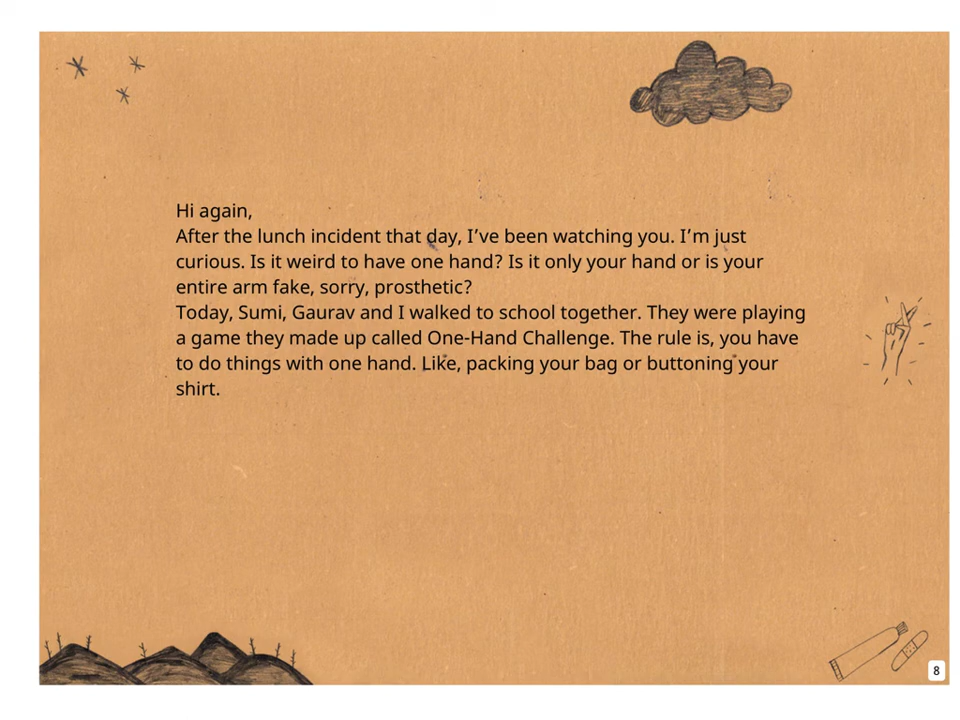 Hi again,
After the lunch incident that day, I’ve been watching you. I’m just
curious. Is it weird to have one hand? Is it only your hand or is your
entire arm fake, sorry, prosthetic?
Today, Sumi, Gaurav and I walked to school together. They were playing
a game they made up called One-Hand Challenge. The rule is, you have
to do things with one hand. Like, packing your bag or buttoning your
shirt.
8